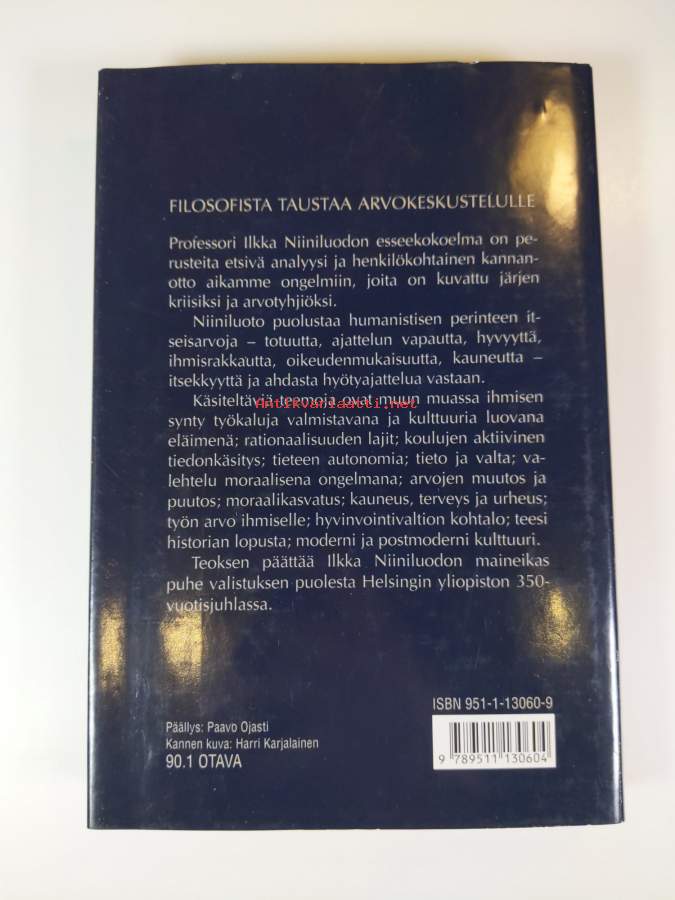 FILOSOFISTA TAUSTAA ARVOKESKUSTELULLE
Professori Ilkka Niiniluodon esseekokoelma on pe-
rusteita etsivä analyysi ja henkilökohtainen kannan-
otto aikamme ongelmiin, joita on kuvattu järjen
kriisiksi ja arvotyhjiöksi.
Niiniluoto puolustaa humanistisen perinteen it-
seisarvoja – totuutta, ajattelun vapautta, hyvyyttä,
ihmisrakkautta, oikeudenmukaisuutta, kauneutta –
itsekkyyttä ja ahdasta hyötyajattelua vastaan.
Käsiteltäviä teemoja ovat muun muassa ihmisen
Antikvariaatti.net
synty työkaluja valmistavana ja kulttuuria luovana
eläimenä; rationaalisuuden lajit; koulujen aktiivinen
tiedonkäsitys; tieteen autonomia; tieto ja valta; va-
lehtelu moraalisena ongelmana; arvojen muutos ja
puutos; moraalikasvatus; kauneus, terveys ja urheus;
työn arvo ihmiselle; hyvinvointivaltion kohtalo; teesi
historian lopusta; moderni ja postmoderni kulttuuri.
Teoksen päättää Ilkka Niiniluodon maineikas
puhe valistuksen puolesta Helsingin yliopiston 350-
vuotisjuhlassa.
Päällys: Paavo Ojasti
Kannen kuva: Harri Karjalainen
90.1 OTAVA
ISBN 951-1-13060-9
9 789511 130604